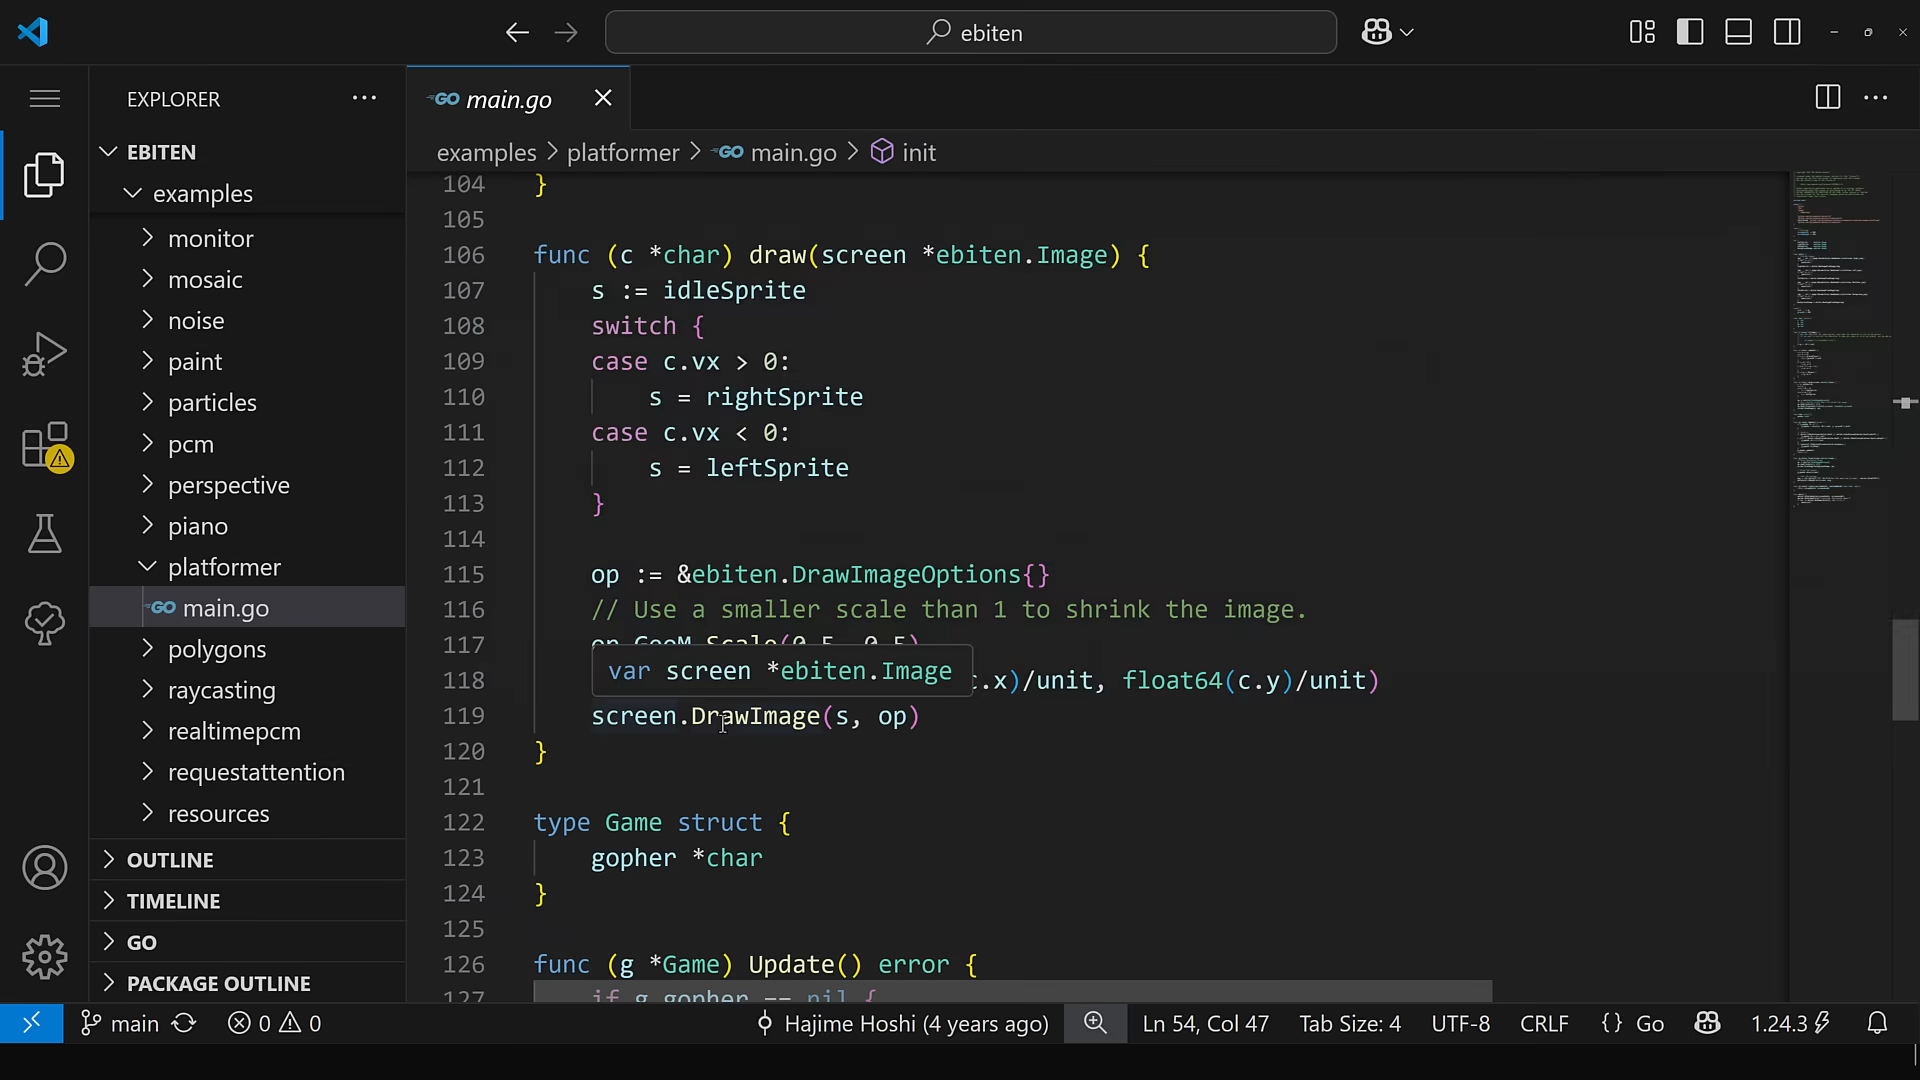 ebiten
EXPLORER
EBITEN
examples
monitor
mosaic
noise
paint
particles
pcm
perspective
piano
platformer
GO main.go
polygons
raycasting
realtimepcm
requestattention
resources
OUTLINE
TIMELINE
GO
PACKAGE OUTLINE
GO main.go
examples > platformer > GO main.go > init
104 }
105
106 func (c *char) draw(screen *ebiten.Image) {
107 s := idleSprite
108 switch {
109 case c.vx > 0:
110 s = rightSprite
111 case c.vx < 0:
112 s = leftSprite
113 }
114
115 op := &ebiten.DrawImageOptions{}
116 // Use a smaller scale than 1 to shrink the image.
117 op.GeoM.Scale(0.5, 0.5)
var screen *ebiten.Image
118 c.x)/unit, float64(c.y)/unit)
119 screen.DrawImage(s, op)
120 }
121
122 type Game struct {
123 gopher *char
124 }
125
126 func (g *Game) Update() error {
127 if g.gopher == nil {
main 0 0 Hajime Hoshi (4 years ago) Ln 54, Col 47 Tab Size: 4 UTF-8 CRLF {} Go 1.24.3